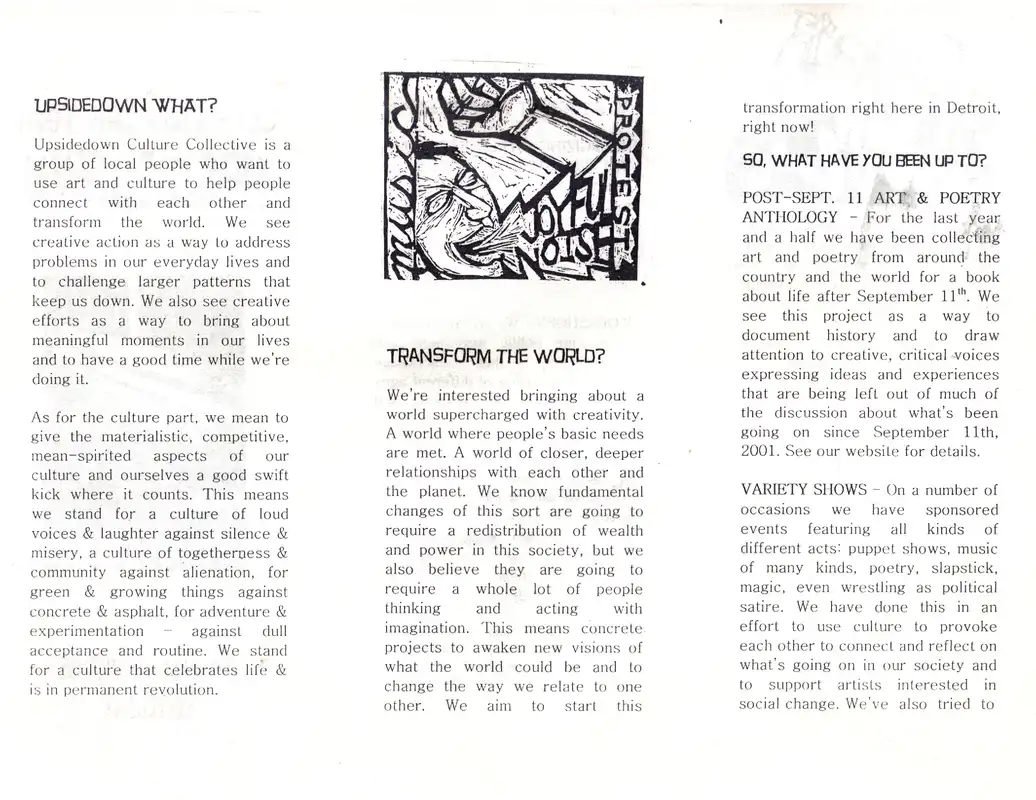 UPSIDEDOWN WHAT?
Upsidedown Culture Collective is a
group of local people who want to
use art and culture to help people
connect with each other and
transform the world. We see
creative action as a way to address
problems in our everyday lives and
to challenge larger patterns that
keep us down. We also see creative
efforts as a way to bring about
meaningful moments in our lives
and to have a good time while we're
doing it.
As for the culture part, we mean to
give the materialistic, competitive,
mean-spirited aspects of our
culture and ourselves a good swift
kick where it counts. This means
we stand for a culture of loud
voices & laughter against silence &
misery, a culture of togetherness &
community against alienation, for
green & growing things against
concrete & asphalt, for adventure &
experimentation - against dull
acceptance and routine. We stand
for a culture that celebrates life &
is in permanent revolution.
PROTEST
JOYFUL
NOISH
TRANSFORM THE WORLD?
We're interested bringing about a
world supercharged with creativity.
A world where people's basic needs
are met. A world of closer, deeper
relationships with each other and
the planet. We know fundamental
changes of this sort are going to
require a redistribution of wealth
and power in this society, but we
also believe they are going to
require a whole lot of people
thinking and acting with
imagination. This means concrete
projects to awaken new visions of
what the world could be and to
change the way we relate to one
other. We aim to start this
transformation right here in Detroit,
right now!
SO, WHAT HAVE YOU BEEN UP TO?
POST-SEPT. 11 ART & POETRY
ANTHOLOGY - For the last year
and a half we have been collecting
art and poetry from around the
country and the world for a book
about life after September 11th. We
see this project as a way to
document history and to draw
attention to creative, critical voices
expressing ideas and experiences
that are being left out of much of
the discussion about what's been
going on since September 11th,
2001. See our website for details.
VARIETY SHOWS - On a number of
occasions we have sponsored
events featuring all kinds of
different acts: puppet shows, music
of many kinds, poetry, slapstick,
magic, even wrestling as political
satire. We have done this in an
effort to use culture to provoke
each other to connect and reflect on
what's going on in our society and
to support artists interested in
social change. We've also tried to